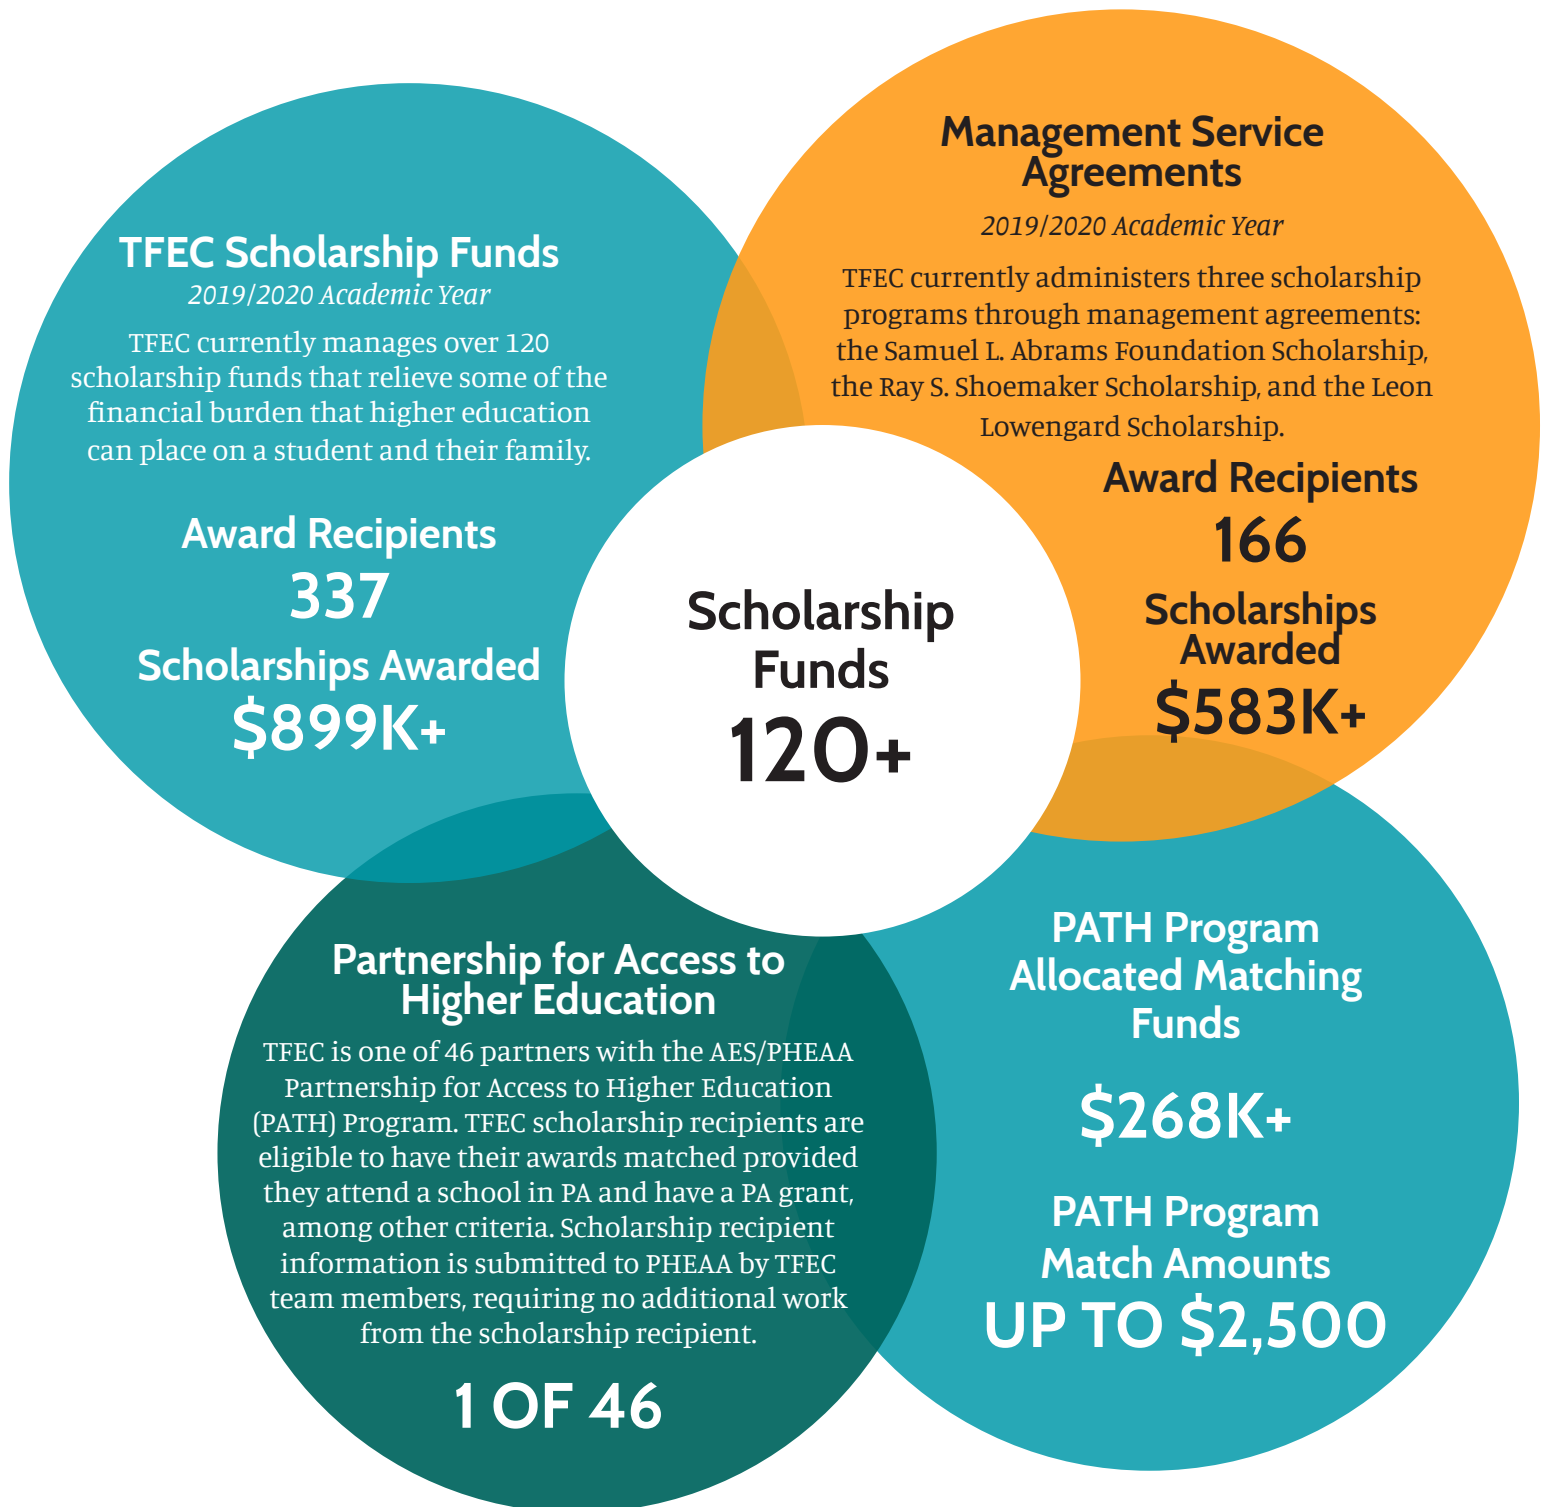 TFEC Scholarship Funds
2019/2020 Academic Year
TFEC currently manages over 120
scholarship funds that relieve some of the
financial burden that higher education
can place on a student and their family.
Award Recipients
337
Scholarships Awarded
$899K+
Management Service
Agreements
2019/2020 Academic Year
TFEC currently administers three scholarship
programs through management agreements:
the Samuel L. Abrams Foundation Scholarship,
the Ray S. Shoemaker Scholarship, and the Leon
Lowengard Scholarship.
Award Recipients
166
Scholarships
Awarded
$583K+
Scholarship
Funds
120+
Partnership for Access to
Higher Education
TFEC is one of 46 partners with the AES/PHEAA
Partnership for Access to Higher Education
(PATH) Program. TFEC scholarship recipients are
eligible to have their awards matched provided
they attend a school in PA and have a PA grant,
among other criteria. Scholarship recipient
information is submitted to PHEAA by TFEC
team members, requiring no additional work
from the scholarship recipient.
1 OF 46
PATH Program
Allocated Matching
Funds
$268K+
PATH Program
Match Amounts
UP TO $2,500